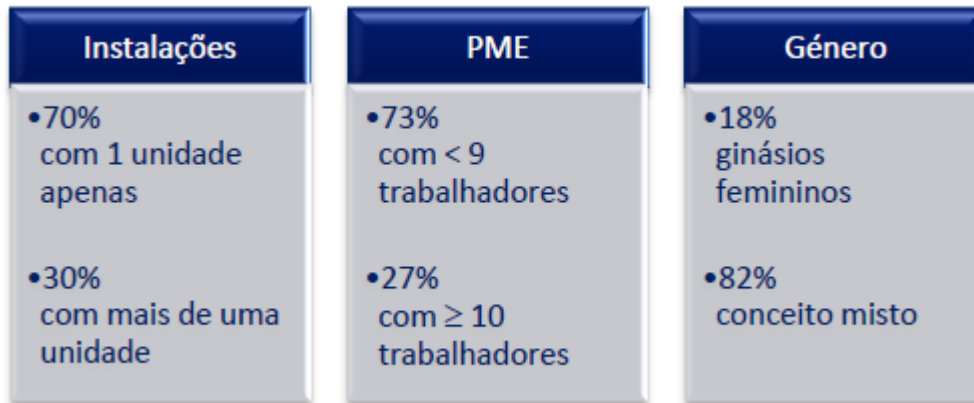 Instalações
•70%
com 1 unidade
apenas
•30%
com mais de uma
unidade
PME
•73%
com < 9
trabalhadores
•27%
com ≥ 10
trabalhadores
Género
•18%
ginásios
femininos
•82%
conceito misto